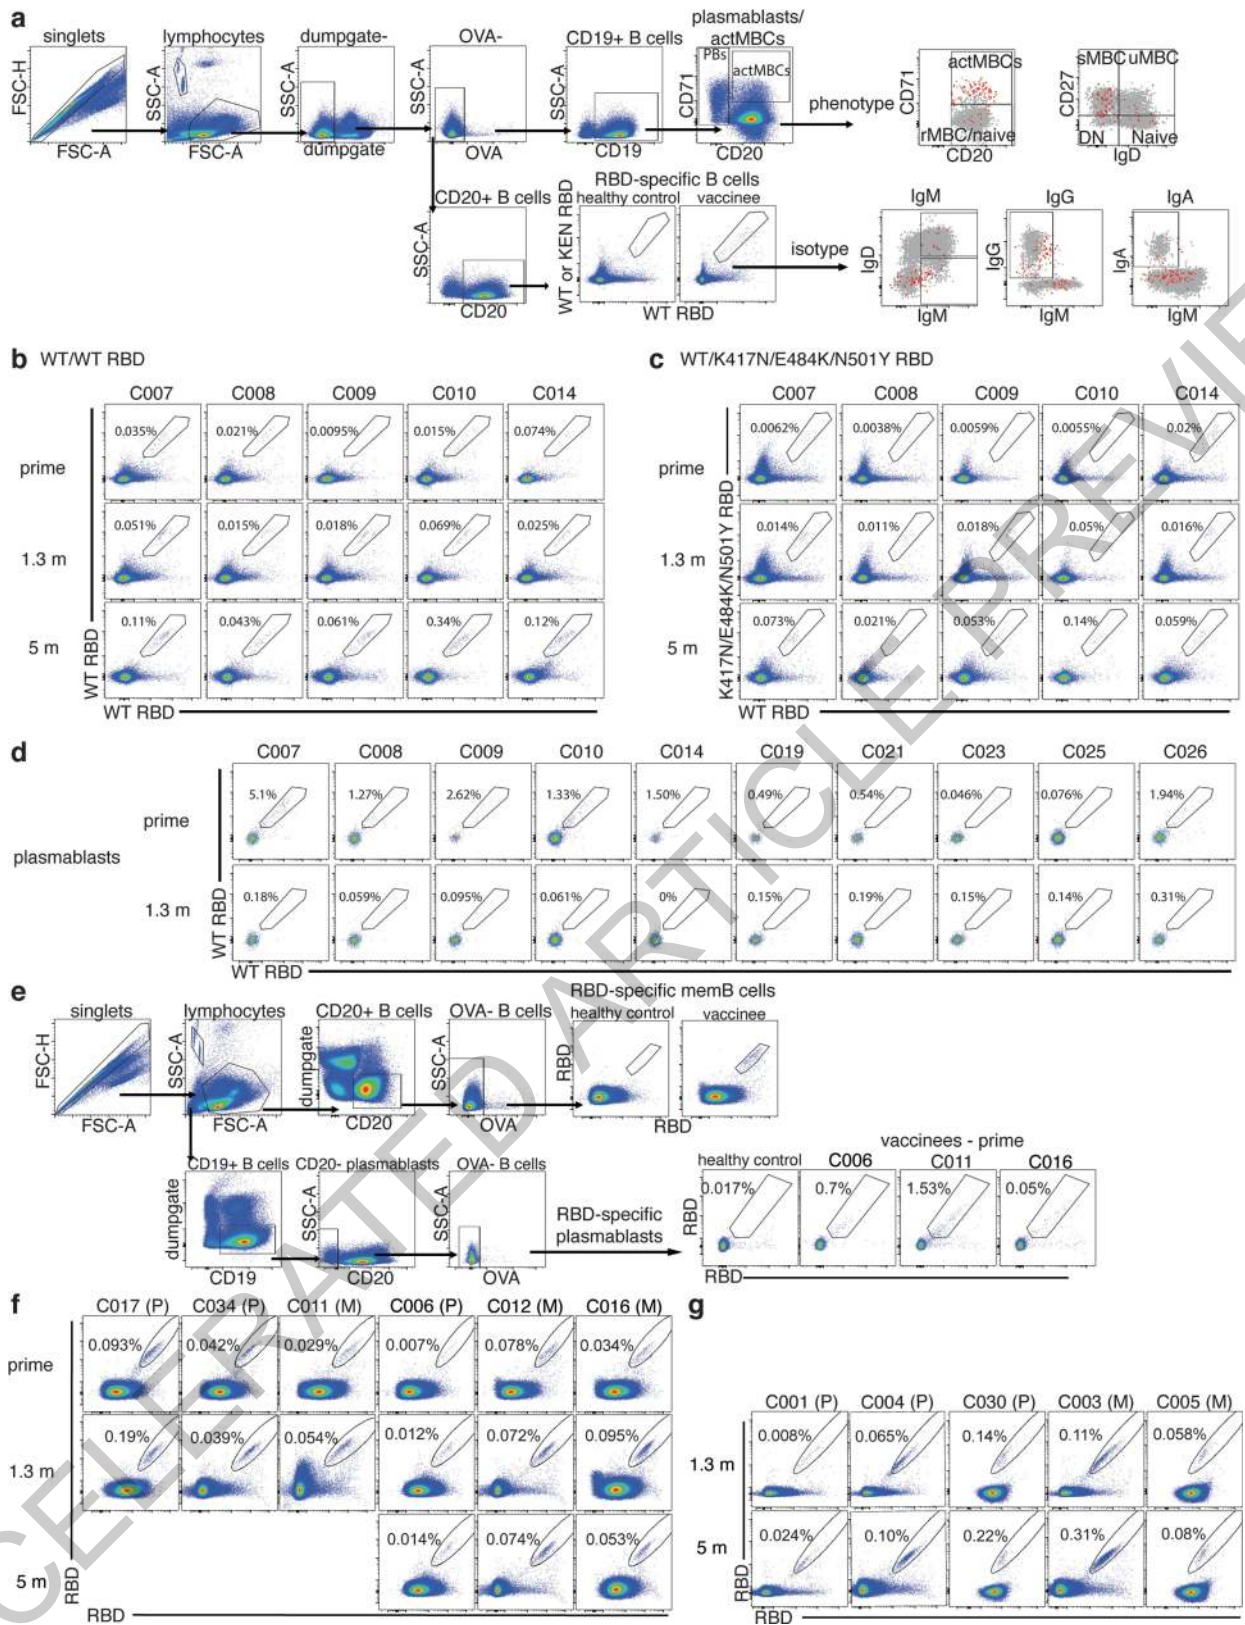 a
singlets
lymphocytes
dumpgate-
OVA-
CD19+ B cells
plasmablasts/
actMBCs
FSC-H
FSC-A
SSC-A
FSC-A
SSC-A
dumpgate
SSC-A
OVA
SSC-A
CD19
CD71
PBs
actMBCs
CD20
phenotype
CD71
actMBCs
rMBC/naive
CD20
CD27
sMBC uMBC
DN Naive
IgD
CD20+ B cells
SSC-A
CD20
RBD-specific B cells
healthy control vaccinee
WT or KEN RBD
WT RBD
isotype
IgM IgG IgA
IgD
IgM
IgG
IgM
IgA
IgM
b WT/WT RBD
C007 C008 C009 C010 C014
prime
0.035% 0.021% 0.0095% 0.015% 0.074%
1.3 m
0.051% 0.015% 0.018% 0.069% 0.025%
5 m
0.11% 0.043% 0.061% 0.34% 0.12%
WT RBD
WT RBD
c WT/K417N/E484K/N501Y RBD
C007 C008 C009 C010 C014
prime
0.0062% 0.0038% 0.0059% 0.0055% 0.02%
1.3 m
0.014% 0.011% 0.018% 0.05% 0.016%
5 m
0.073% 0.021% 0.053% 0.14% 0.059%
K417N/E484K/N501Y RBD
WT RBD
d
C007 C008 C009 C010 C014 C019 C021 C023 C025 C026
plasmablasts
prime
5.1% 1.27% 2.62% 1.33% 1.50% 0.49% 0.54% 0.046% 0.076% 1.94%
1.3 m
0.18% 0.059% 0.095% 0.061% 0% 0.15% 0.19% 0.15% 0.14% 0.31%
WT RBD
WT RBD
e
singlets
lymphocytes
CD20+ B cells
OVA- B cells
RBD-specific memB cells
healthy control vaccinee
FSC-H
FSC-A
SSC-A
FSC-A
dumpgate
CD20
SSC-A
OVA
RBD
RBD
CD19+ B cells
CD20- plasmablasts
OVA- B cells
dumpgate
CD19
SSC-A
CD20
SSC-A
OVA
RBD-specific
plasmablasts
vaccinees - prime
healthy control C006 C011 C016
0.017% 0.7% 1.53% 0.05%
RBD
RBD
f
C017 (P) C034 (P) C011 (M) C006 (P) C012 (M) C016 (M)
prime
0.093% 0.042% 0.029% 0.007% 0.078% 0.034%
1.3 m
0.19% 0.039% 0.054% 0.012% 0.072% 0.095%
5 m
0.014% 0.074% 0.053%
RBD
RBD
g
C001 (P) C004 (P) C030 (P) C003 (M) C005 (M)
1.3 m
0.008% 0.065% 0.14% 0.11% 0.058%
5 m
0.024% 0.10% 0.22% 0.31% 0.08%
RBD
RBD
CELERATED ARTICLE PREVIE